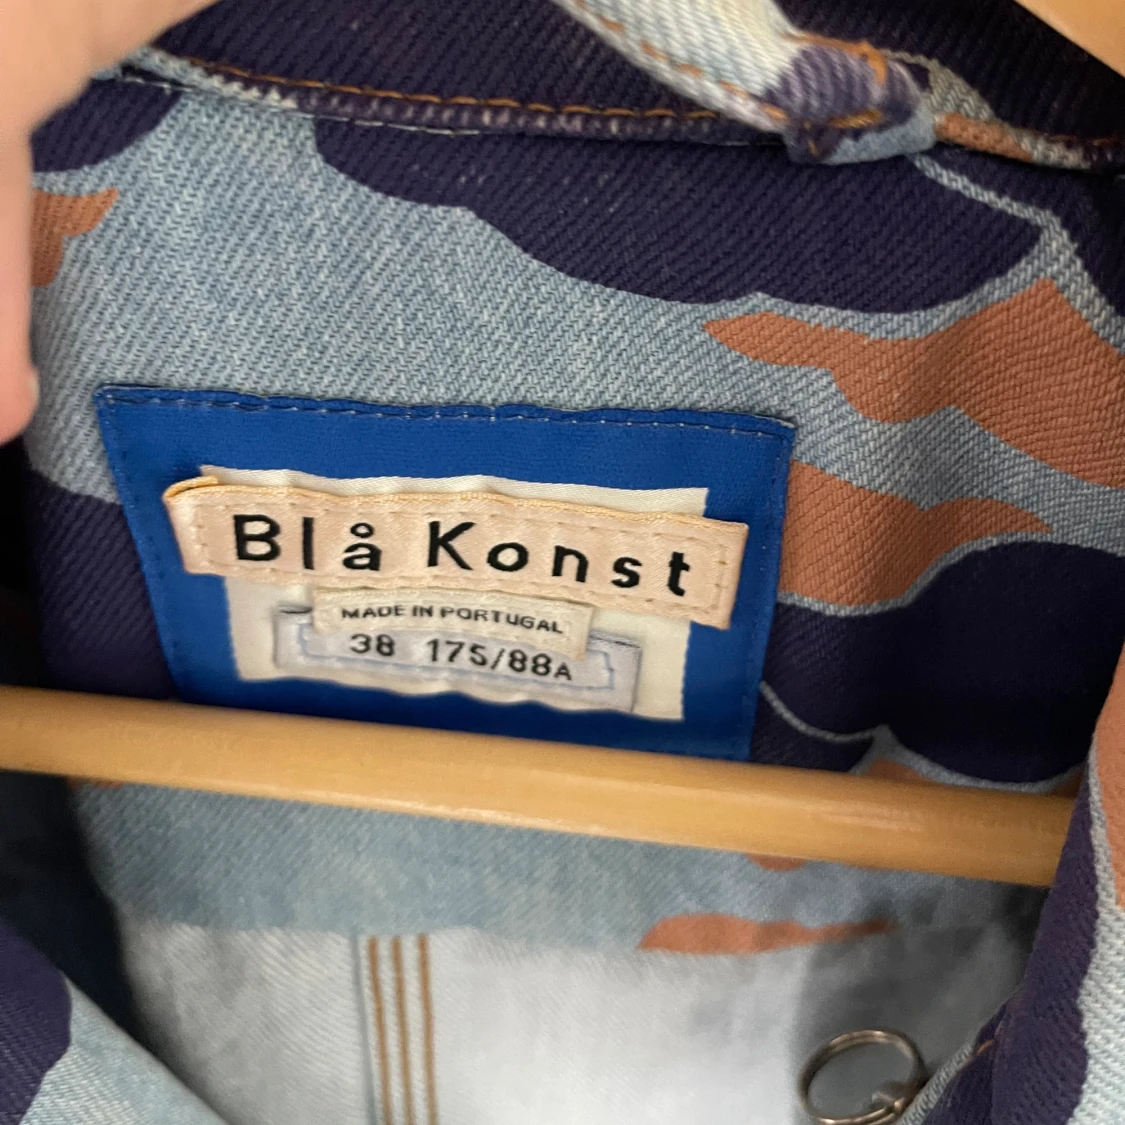 Blå Konst
MADE IN PORTUGAL
38 175/88A